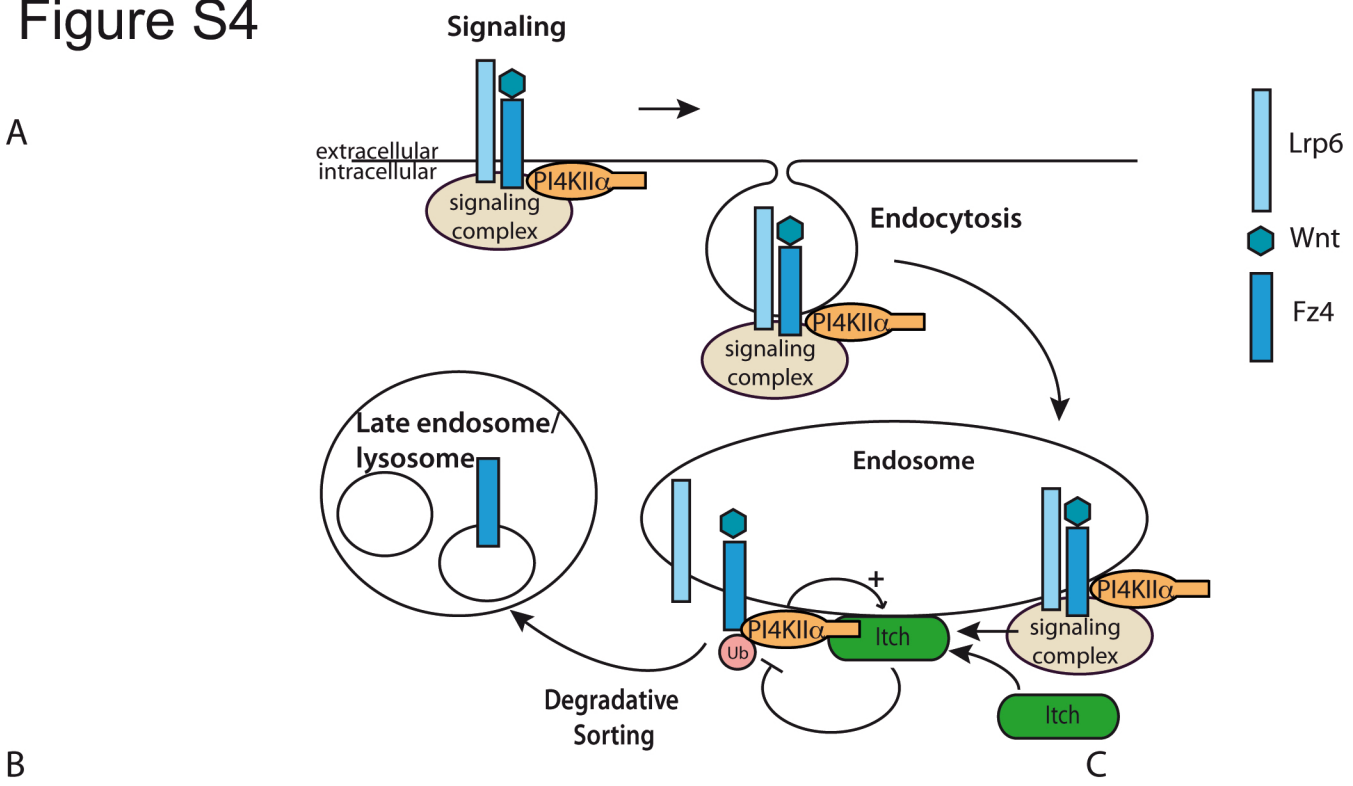 Figure S4
Signaling
A
extracellular
intracellular
PI4KIIα
signaling
complex
Endocytosis
PI4KIIα
signaling
complex
Lrp6
Wnt
Fz4
Late endosome/
lysosome
Endosome
+
PI4KIIα
Itch
Ub
PI4KIIα
signaling
complex
Itch
Degradative
Sorting
B
C